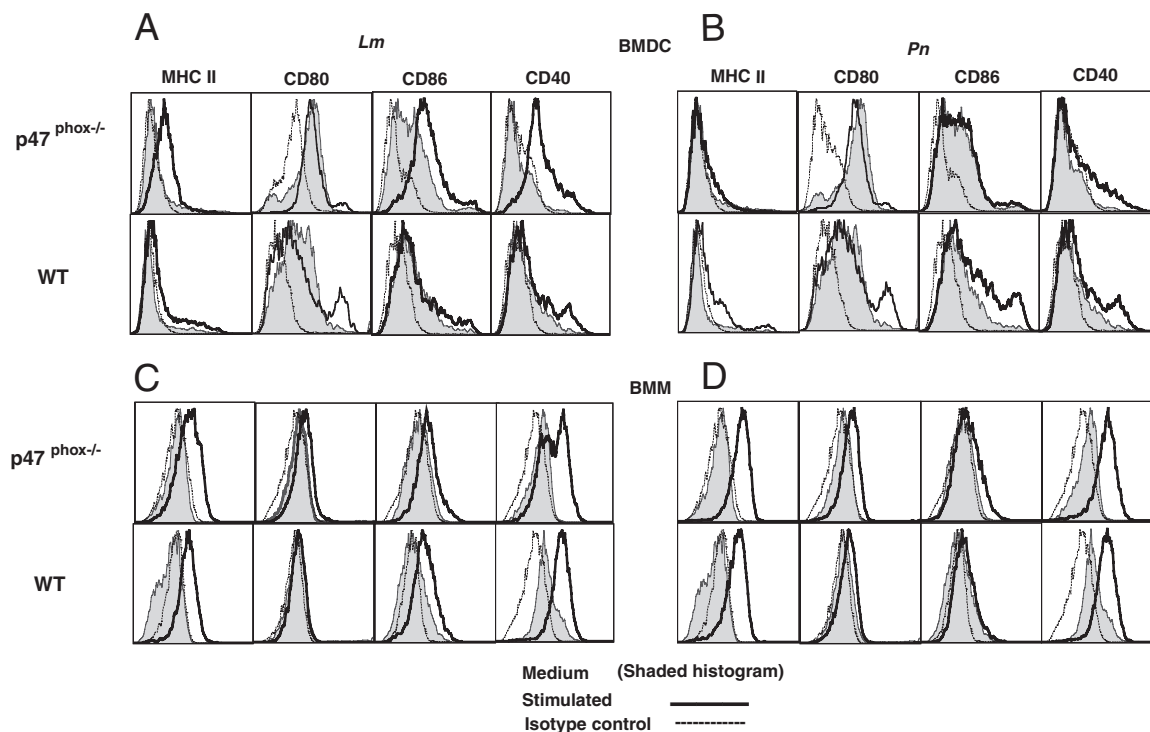 A
B
Lm
BMDC
Pn
MHC II
CD80
CD86
CD40
MHC II
CD80
CD86
CD40
p47 phox-/-
WT
C
BMM
D
p47 phox-/-
WT
Medium (Shaded histogram)
Stimulated
Isotype control